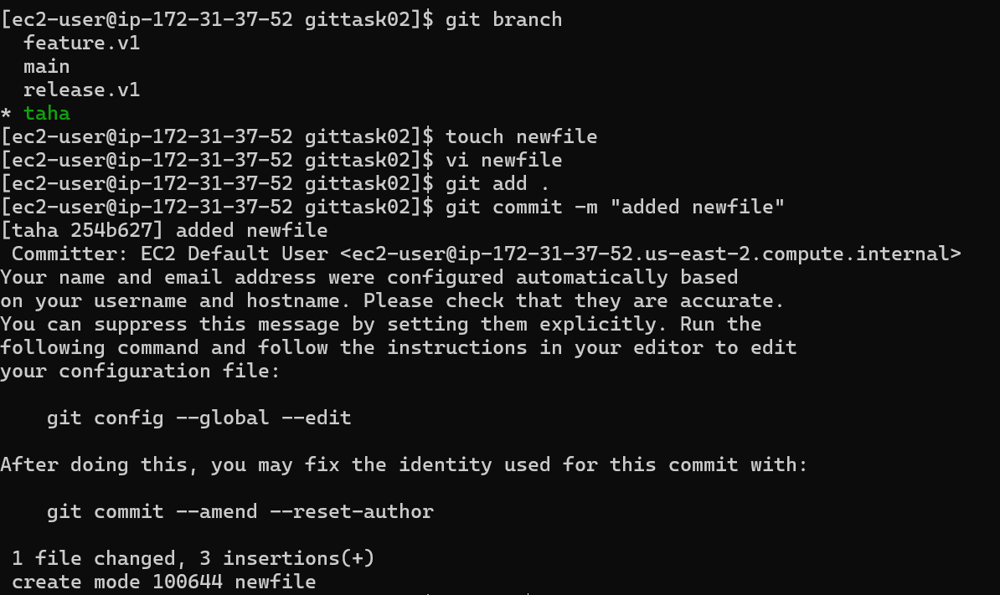 [ec2-user@ip-172-31-37-52 gittask02]$ git branch
  feature.v1
  main
  release.v1
* taha
[ec2-user@ip-172-31-37-52 gittask02]$ touch newfile
[ec2-user@ip-172-31-37-52 gittask02]$ vi newfile
[ec2-user@ip-172-31-37-52 gittask02]$ git add .
[ec2-user@ip-172-31-37-52 gittask02]$ git commit -m "added newfile"
[taha 254b627] added newfile
 Committer: EC2 Default User <ec2-user@ip-172-31-37-52.us-east-2.compute.internal>
Your name and email address were configured automatically based
on your username and hostname. Please check that they are accurate.
You can suppress this message by setting them explicitly. Run the
following command and follow the instructions in your editor to edit
your configuration file:

    git config --global --edit

After doing this, you may fix the identity used for this commit with:

    git commit --amend --reset-author

 1 file changed, 3 insertions(+)
 create mode 100644 newfile